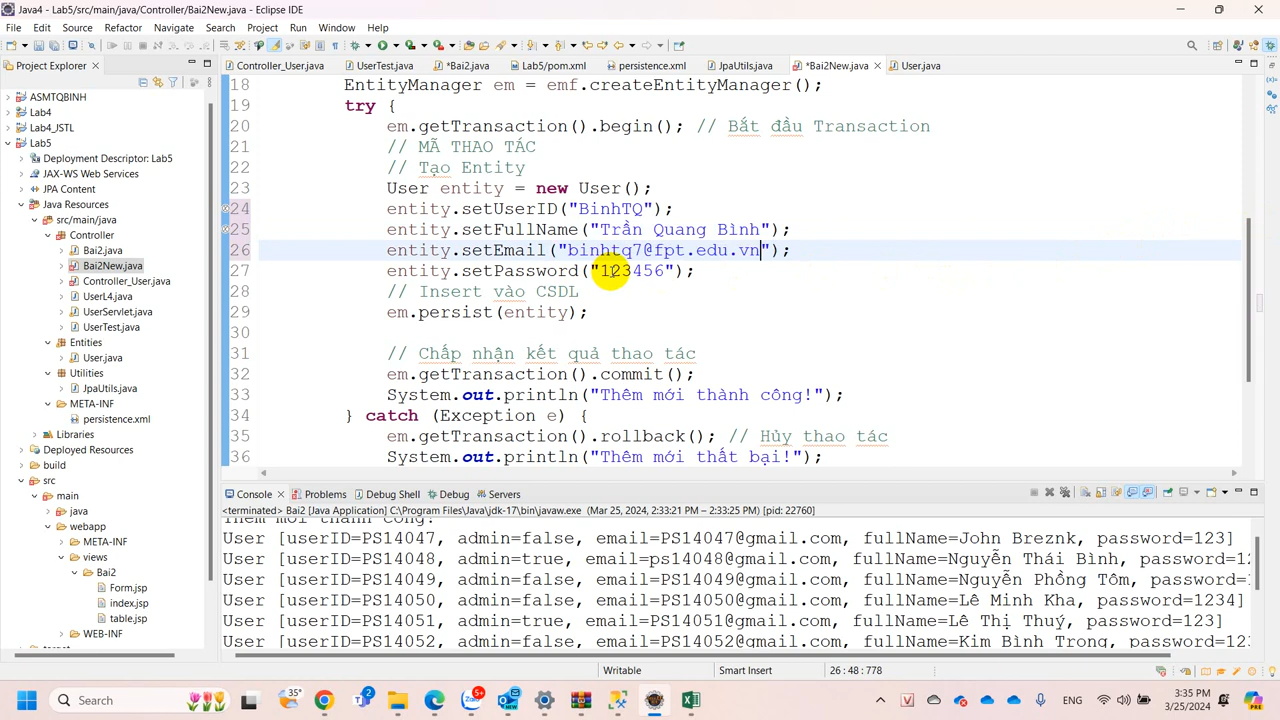 Java4 - Lab5/src/main/java/Controller/Bai2New.java - Eclipse IDE
File Edit Source Refactor Navigate Search Project Run Window Help
Project Explorer
Controller_User.java UserTest.java *Bai2.java Lab5/pom.xml persistence.xml JpaUtils.java *Bai2New.java User.java
ASMTQBINH
Lab4
Lab4_JSTL
Lab5
Deployment Descriptor: Lab5
JAX-WS Web Services
JPA Content
Java Resources
src/main/java
Controller
Bai2.java
Bai2New.java
Controller_User.java
UserL4.java
UserServlet.java
UserTest.java
Entities
User.java
Utilities
JpaUtils.java
META-INF
persistence.xml
Libraries
Deployed Resources
build
src
main
java
webapp
META-INF
views
Bai2
Form.jsp
index.jsp
table.jsp
WEB-INF
18 EntityManager em = emf.createEntityManager();
19 try {
20 em.getTransaction().begin(); // Bắt đầu Transaction
21 // MÃ THAO TÁC
22 // Tạo Entity
23 User entity = new User();
24 entity.setUserID("BinhTQ");
25 entity.setFullName("Trần Quang Bình");
26 entity.setEmail("binhtq7@fpt.edu.vn");
27 entity.setPassword("123456");
28 // Insert vào CSDL
29 em.persist(entity);
30
31 // Chấp nhận kết quả thao tác
32 em.getTransaction().commit();
33 System.out.println("Thêm mới thành công!");
34 } catch (Exception e) {
35 em.getTransaction().rollback(); // Hủy thao tác
36 System.out.println("Thêm mới thất bại!");
Console Problems Debug Shell Debug Servers
<terminated> Bai2 [Java Application] C:\Program Files\Java\jdk-17\bin\javaw.exe (Mar 25, 2024, 2:33:21 PM – 2:33:25 PM) [pid: 22760]
Thêm mới thành công!
User [userID=PS14047, admin=false, email=PS14047@gmail.com, fullName=John Breznk, password=123]
User [userID=PS14048, admin=true, email=ps14048@gmail.com, fullName=Nguyễn Thái Bình, password=12
User [userID=PS14049, admin=false, email=PS14049@gmail.com, fullName=Nguyễn Phồng Tôm, password=1
User [userID=PS14050, admin=false, email=PS14050@gmail.com, fullName=Lê Minh Kha, password=1234]
User [userID=PS14051, admin=true, email=PS14051@gmail.com, fullName=Lê Thị Thuý, password=123]
User [userID=PS14052, admin=false, email=PS14052@gmail.com, fullName=Kim Bình Trong, password=123
Writable Smart Insert 26 : 48 : 778
Search 35° 2 5+ ENG 3:35 PM
3/25/2024